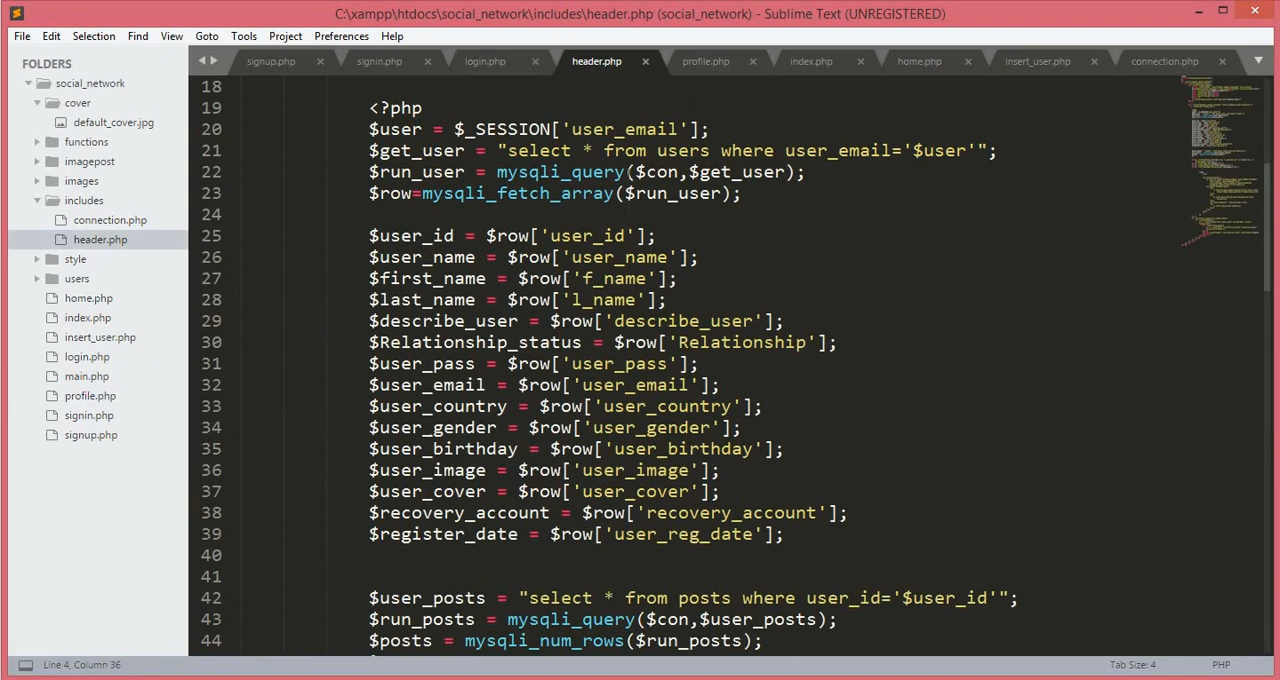 C:\xampp\htdocs\social_network\includes\header.php (social_network) - Sublime Text (UNREGISTERED)
File Edit Selection Find View Goto Tools Project Preferences Help
FOLDERS
social_network
cover
default_cover.jpg
functions
imagepost
images
includes
connection.php
header.php
style
users
home.php
index.php
insert_user.php
login.php
main.php
profile.php
signin.php
signup.php
signup.php × signin.php × login.php × header.php × profile.php × index.php × home.php × insert_user.php × connection.php ×
18
19 <?php
20 $user = $_SESSION['user_email'];
21 $get_user = "select * from users where user_email='$user'";
22 $run_user = mysqli_query($con,$get_user);
23 $row=mysqli_fetch_array($run_user);
24
25 $user_id = $row['user_id'];
26 $user_name = $row['user_name'];
27 $first_name = $row['f_name'];
28 $last_name = $row['l_name'];
29 $describe_user = $row['describe_user'];
30 $Relationship_status = $row['Relationship'];
31 $user_pass = $row['user_pass'];
32 $user_email = $row['user_email'];
33 $user_country = $row['user_country'];
34 $user_gender = $row['user_gender'];
35 $user_birthday = $row['user_birthday'];
36 $user_image = $row['user_image'];
37 $user_cover = $row['user_cover'];
38 $recovery_account = $row['recovery_account'];
39 $register_date = $row['user_reg_date'];
40
41
42 $user_posts = "select * from posts where user_id='$user_id'";
43 $run_posts = mysqli_query($con,$user_posts);
44 $posts = mysqli_num_rows($run_posts);
Line 4, Column 36
Tab Size: 4
PHP